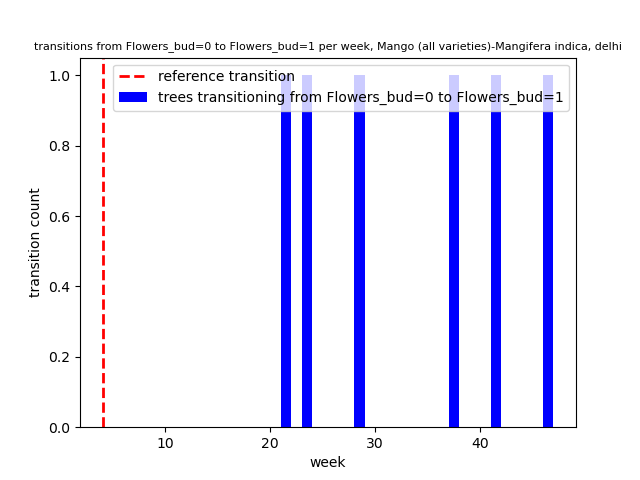 transitions from Flowers_bud=0 to Flowers_bud=1 per week, Mango (all varieties)-Mangifera indica, delhi
reference transition
trees transitioning from Flowers_bud=0 to Flowers_bud=1
transition count
1.0
0.8
0.6
0.4
0.2
0.0
10 20 30 40
week